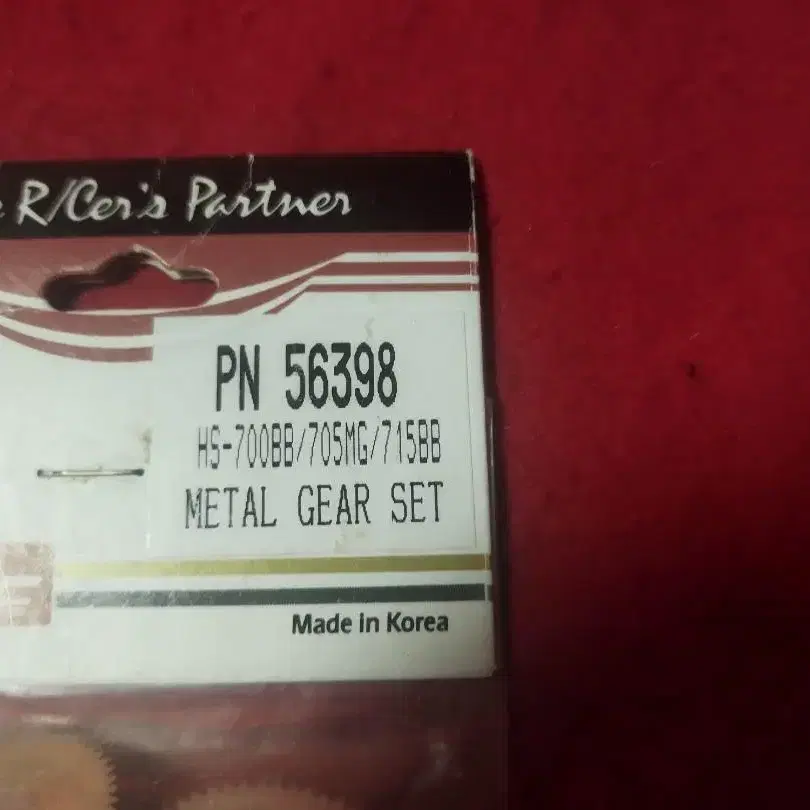 R/Cer's Partner
PN 56398
HS-700BB/705MG/715BB
METAL GEAR SET
Made in Korea